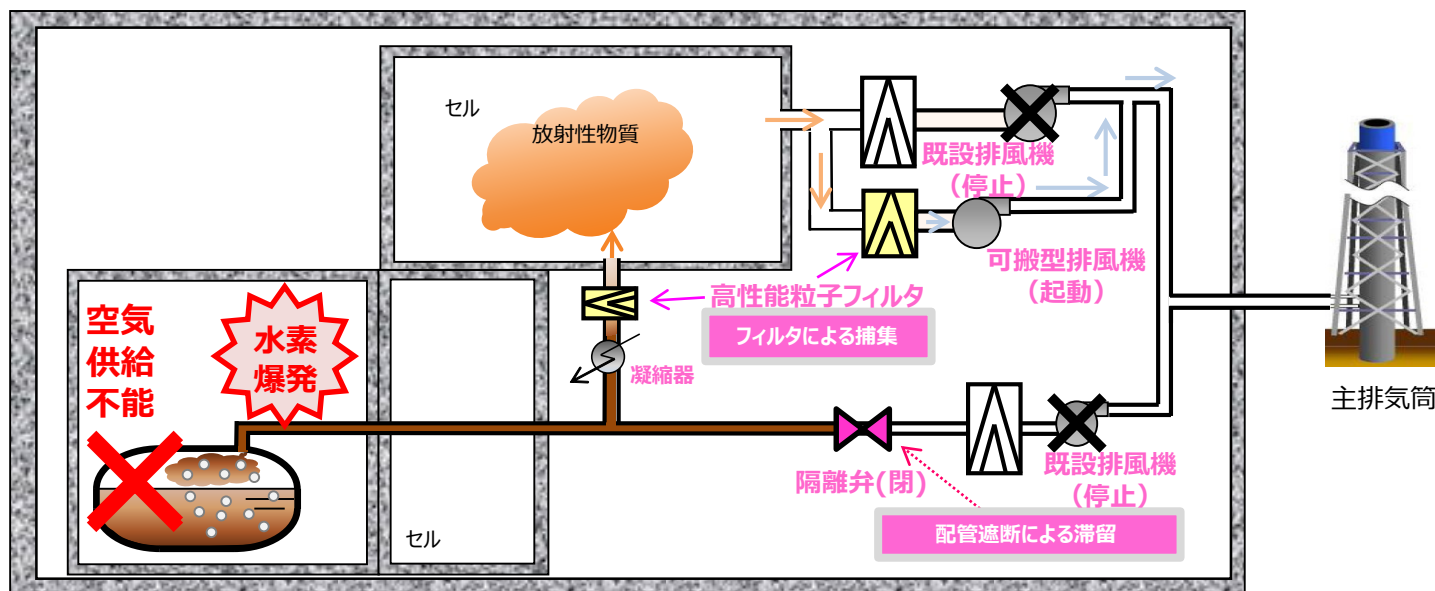 セル
放射性物質
既設排風機
（停止）
可搬型排風機
（起動）
高性能粒子フィルタ
フィルタによる捕集
空気
供給
不能
水素
爆発
凝縮器
主排気筒
隔離弁(閉)
既設排風機
（停止）
配管遮断による滞留
セル